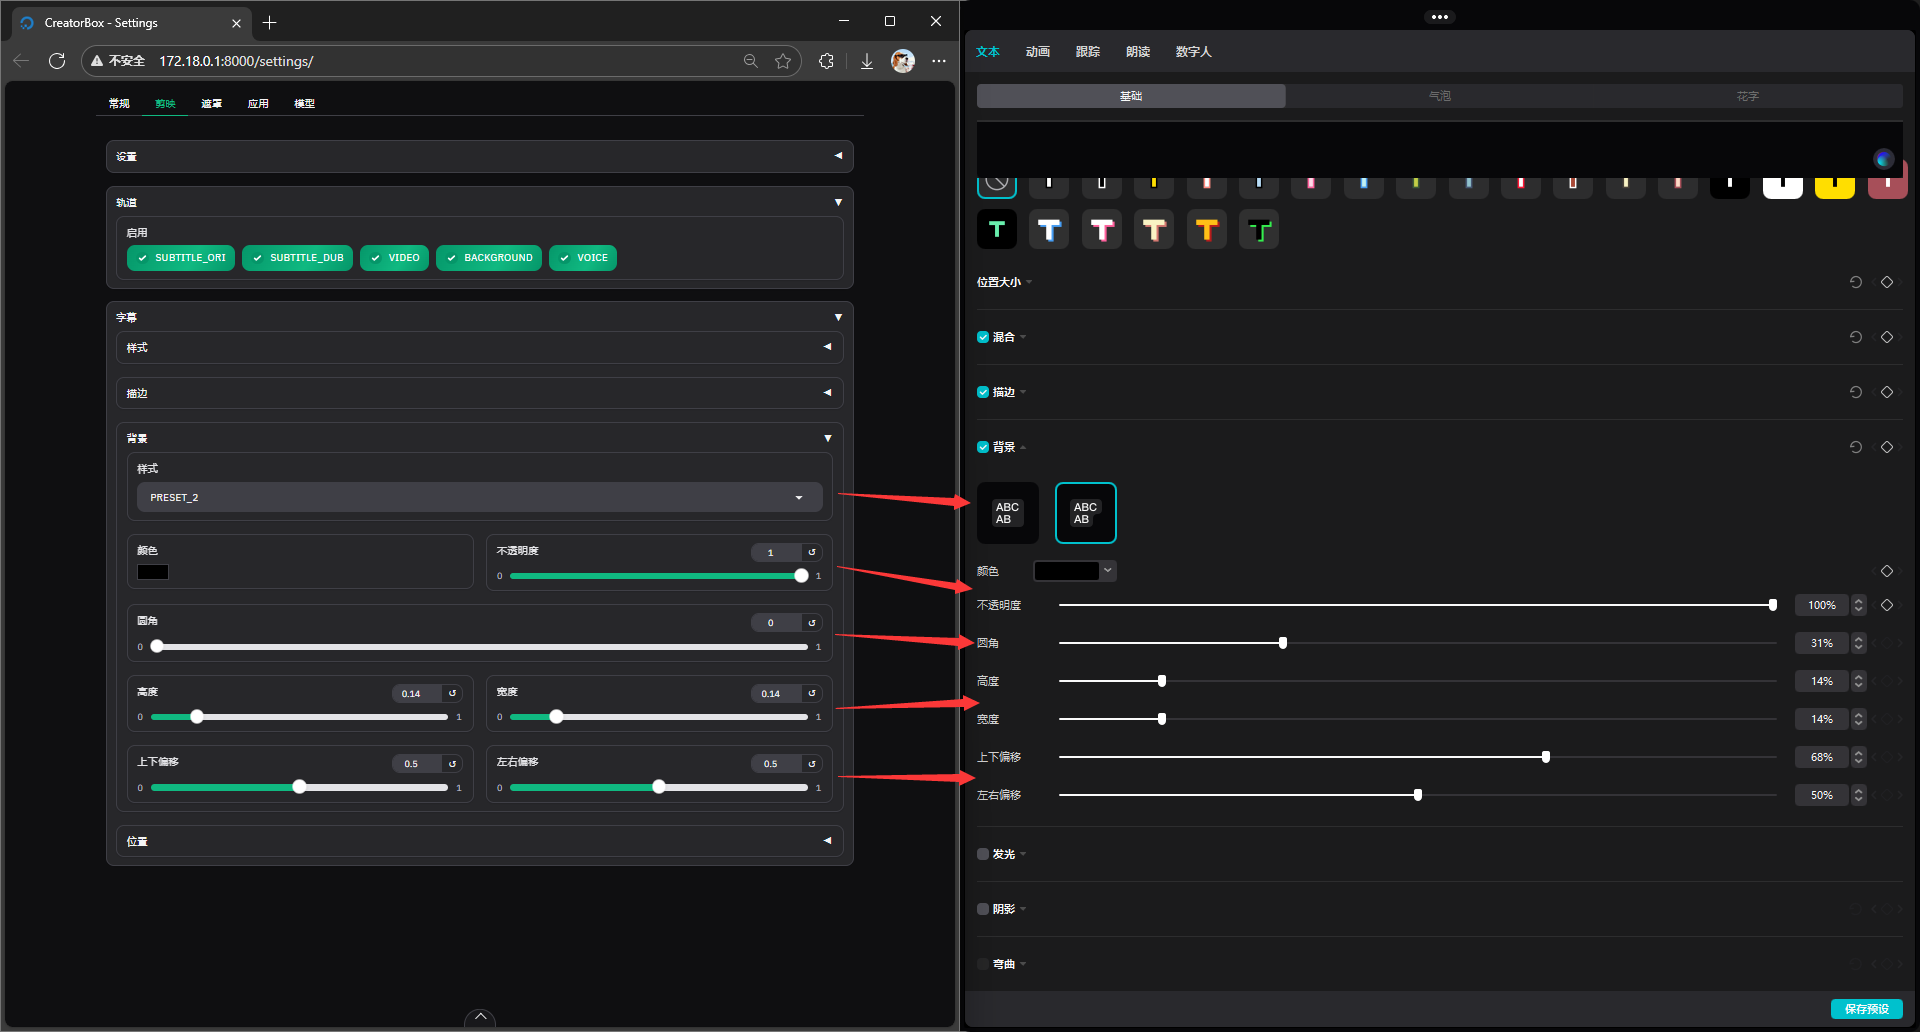 CreatorBox - Settings
不安全 172.18.0.1:8000/settings/
常规 剪映 遮罩 应用 模型
设置
轨道
启用
SUBTITLE_ORI SUBTITLE_DUB VIDEO BACKGROUND VOICE
字幕
样式
描边
背景
样式
PRESET_2
颜色
不透明度 1
0 1
圆角 0
0 1
高度 0.14
0 1
宽度 0.14
0 1
上下偏移 0.5
0 1
左右偏移 0.5
0 1
位置
文本 动画 跟踪 朗读 数字人
基础 气泡 花字
T T T T T T
位置大小
混合
描边
背景
ABC
AB
ABC
AB
颜色
不透明度 100%
圆角 31%
高度 14%
宽度 14%
上下偏移 68%
左右偏移 50%
发光
阴影
弯曲
保存预设